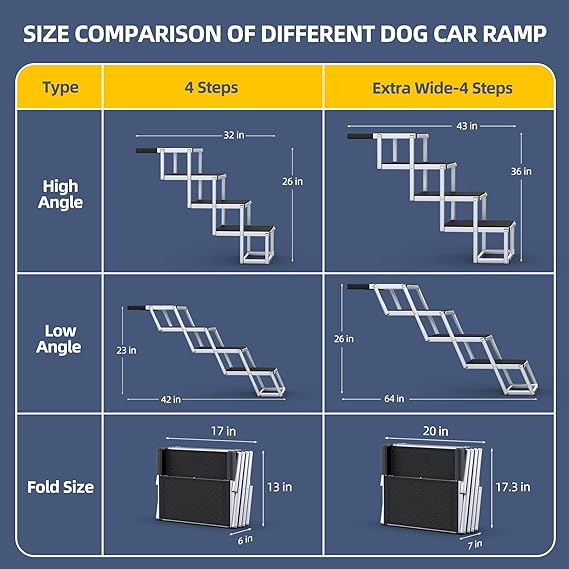 SIZE COMPARISON OF DIFFERENT DOG CAR RAMP
Type
4 Steps
Extra Wide-4 Steps
High
Angle
32 in
26 in
43 in
36 in
Low
Angle
23 in
42 in
26 in
64 in
Fold Size
17 in
13 in
6 in
20 in
17.3 in
7 in